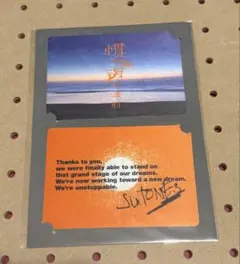 Thanks to you,
we were finally able to stand on
that grand stage of our dreams.
We're now working toward a new dream.
We're unstoppable.
SixTONES